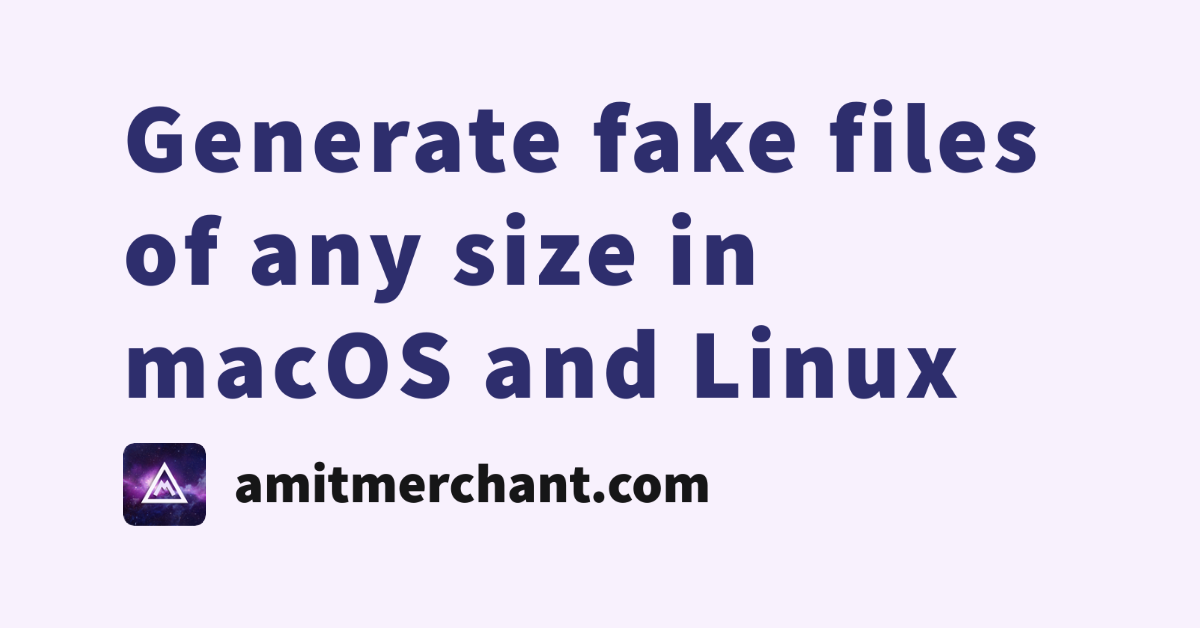 Generate fake files
of any size in
macOS and Linux
amitmerchant.com